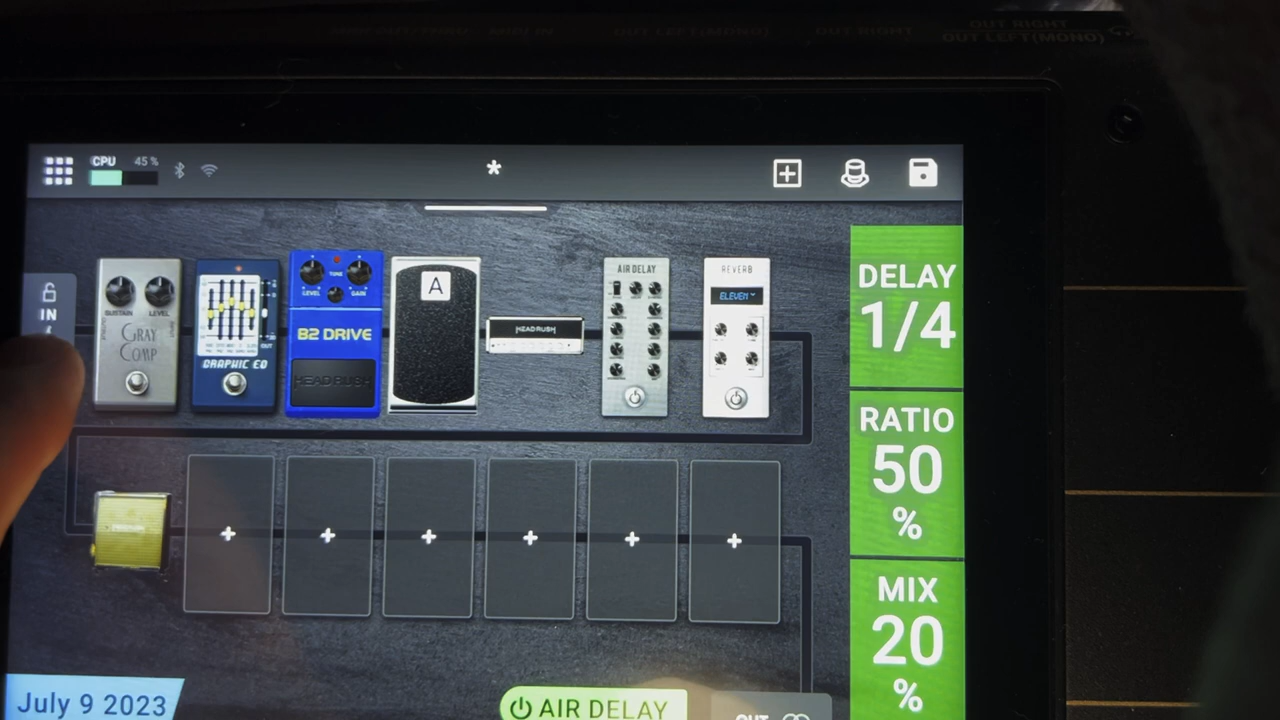 OUT RIGHT
OUT LEFT(MONO)
CPU 45 %
*
IN
SUSTAIN LEVEL
GRAY
COMP
GRAPHIC EQ
LEVEL TONE GAIN
B2 DRIVE
HEADRUSH
A
HEADRUSH
AIR DELAY
REVERB
ELEVEN
DELAY
1/4
RATIO
50
%
MIX
20
%
+ + + + + +
July 9 2023
AIR DELAY
OUT